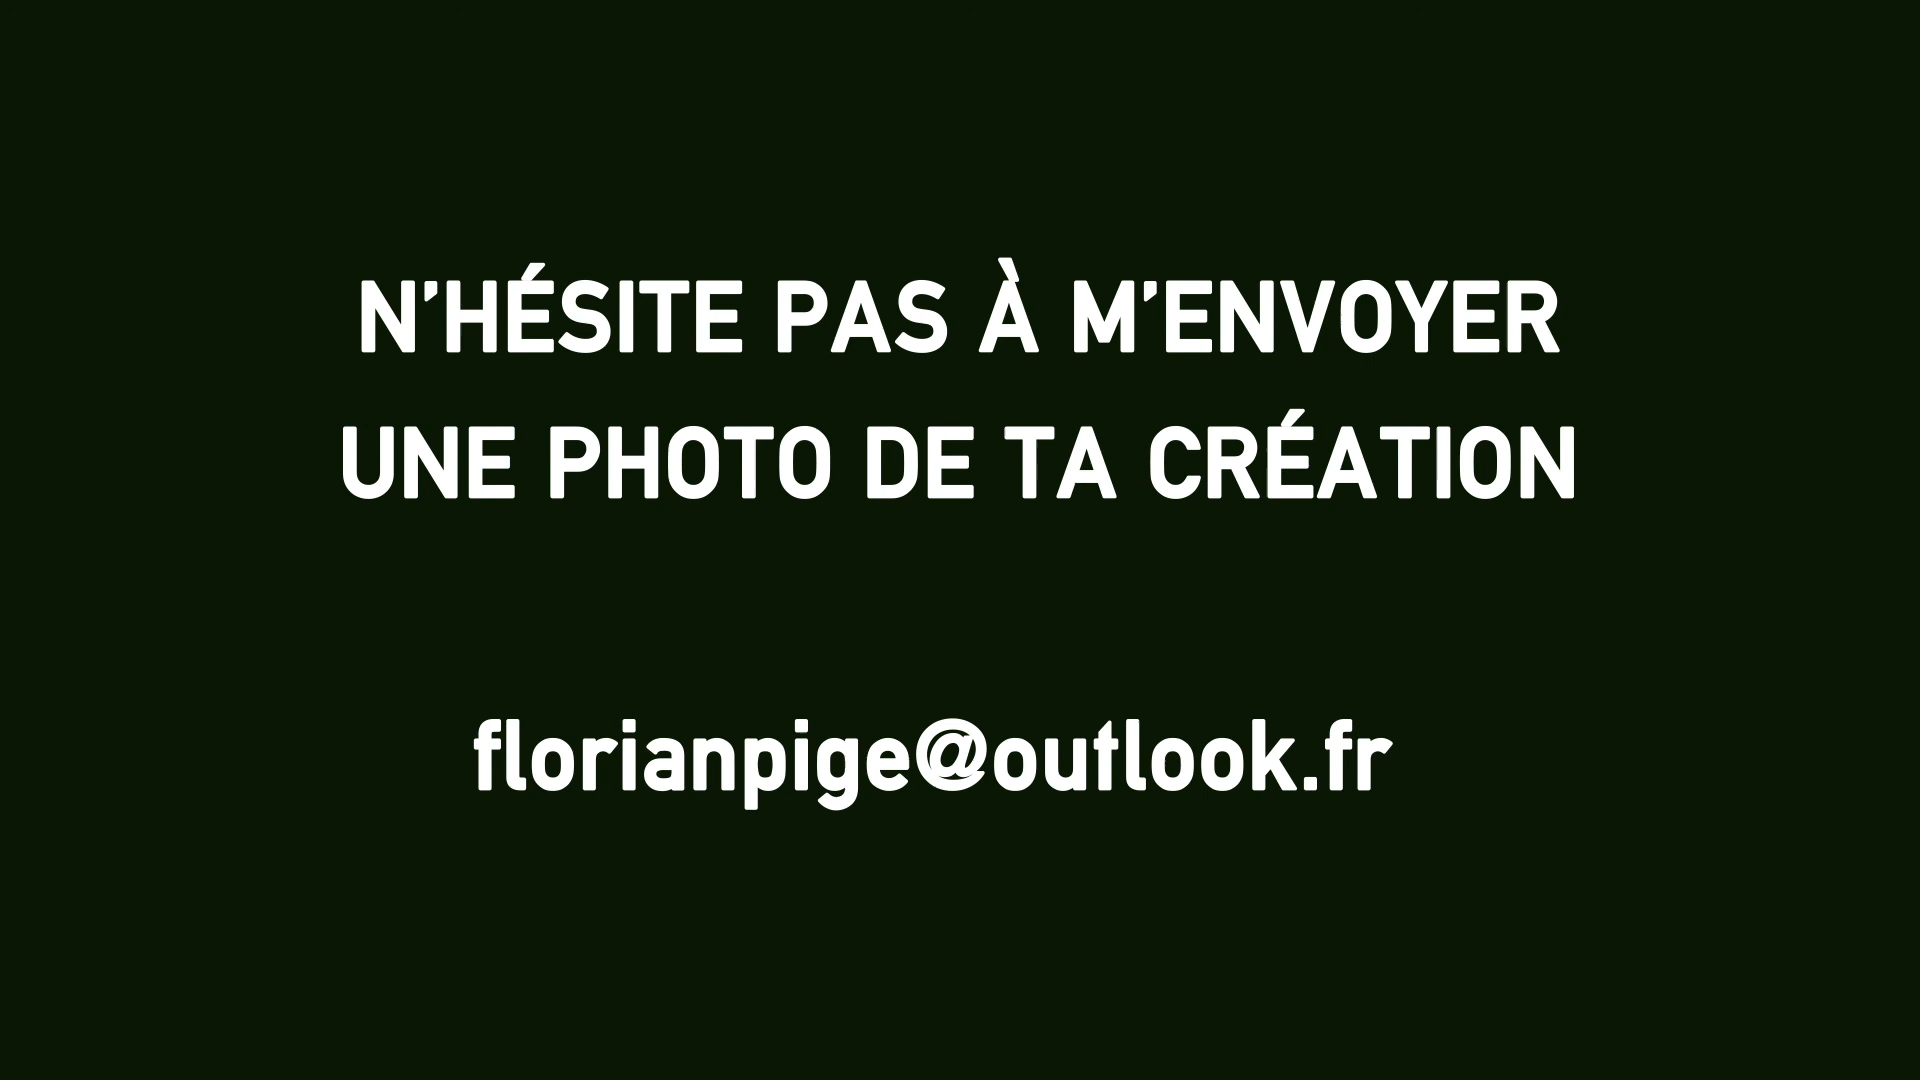 N’HÉSITE PAS À M’ENVOYER
UNE PHOTO DE TA CRÉATION
florianpige@outlook.fr